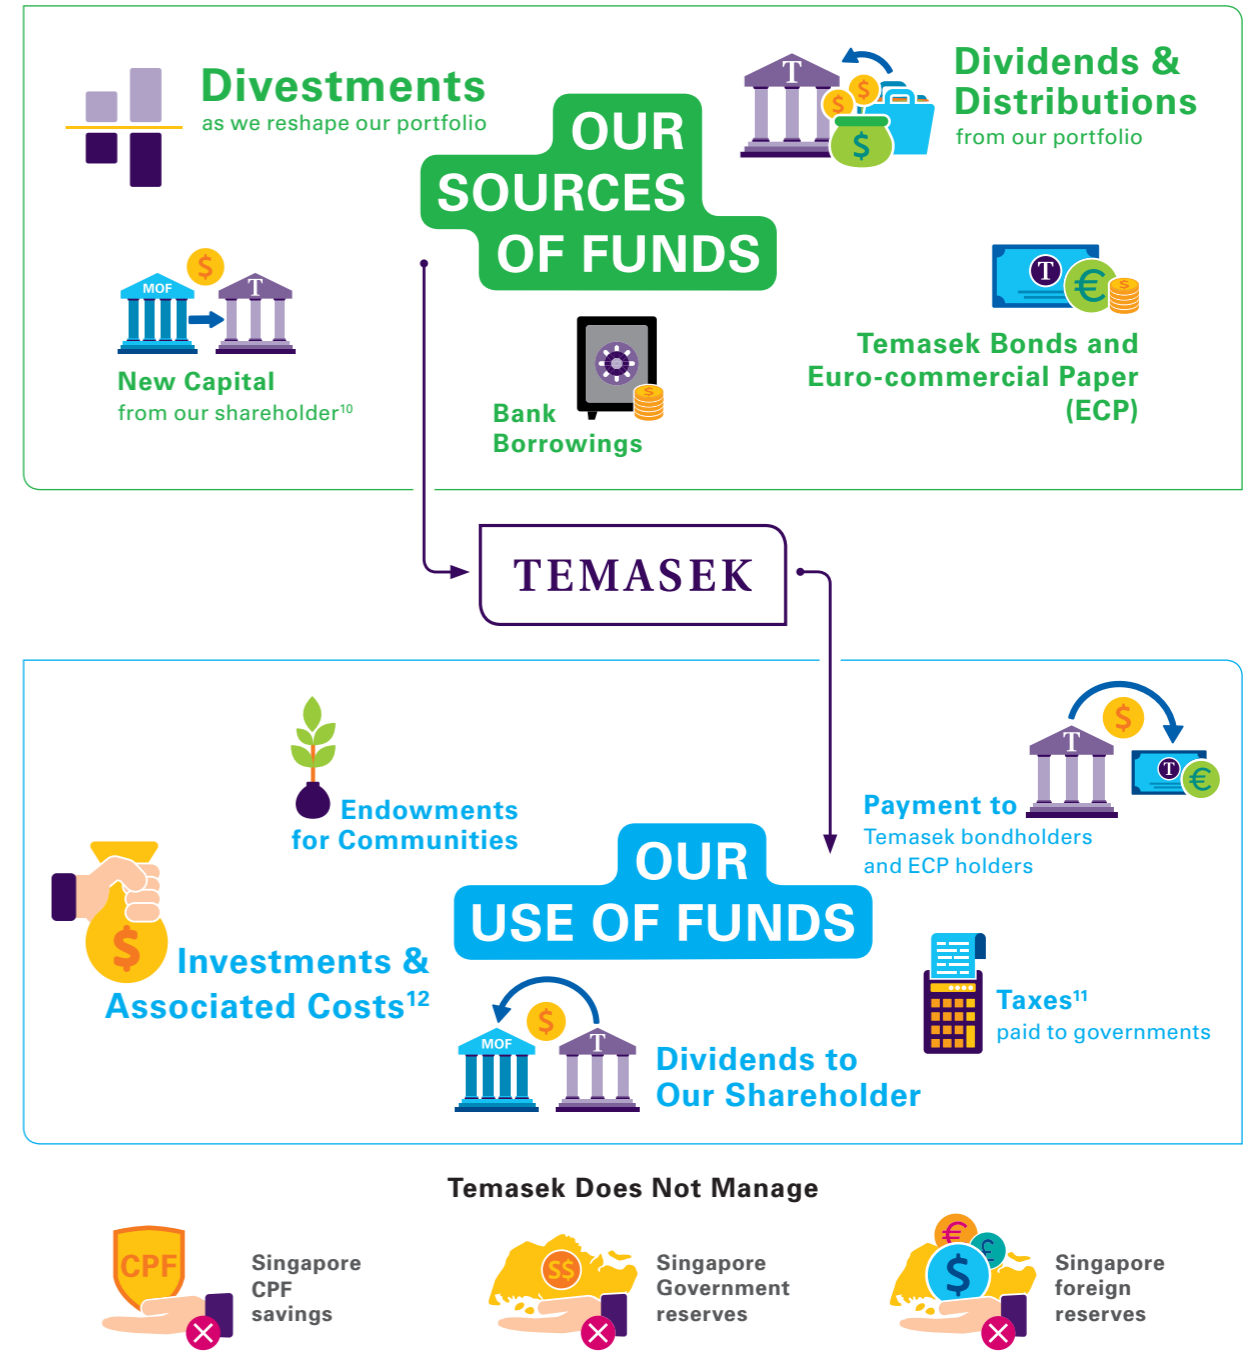 Divestments
as we reshape our portfolio
OUR
SOURCES
OF FUNDS
T
$
$
$
Dividends &
Distributions
from our portfolio
$
MOF
T
New Capital
from our shareholder10
$
Bank
Borrowings
T
€
$
Temasek Bonds and
Euro-commercial Paper
(ECP)
TEMASEK
Endowments
for Communities
$
T
T
€
Payment to
Temasek bondholders
and ECP holders
OUR
USE OF FUNDS
$
Investments &
Associated Costs12
$
MOF
T
Dividends to
Our Shareholder
Taxes11
paid to governments
Temasek Does Not Manage
CPF
Singapore
CPF
savings
S$
Singapore
Government
reserves
€
£
$
Singapore
foreign
reserves